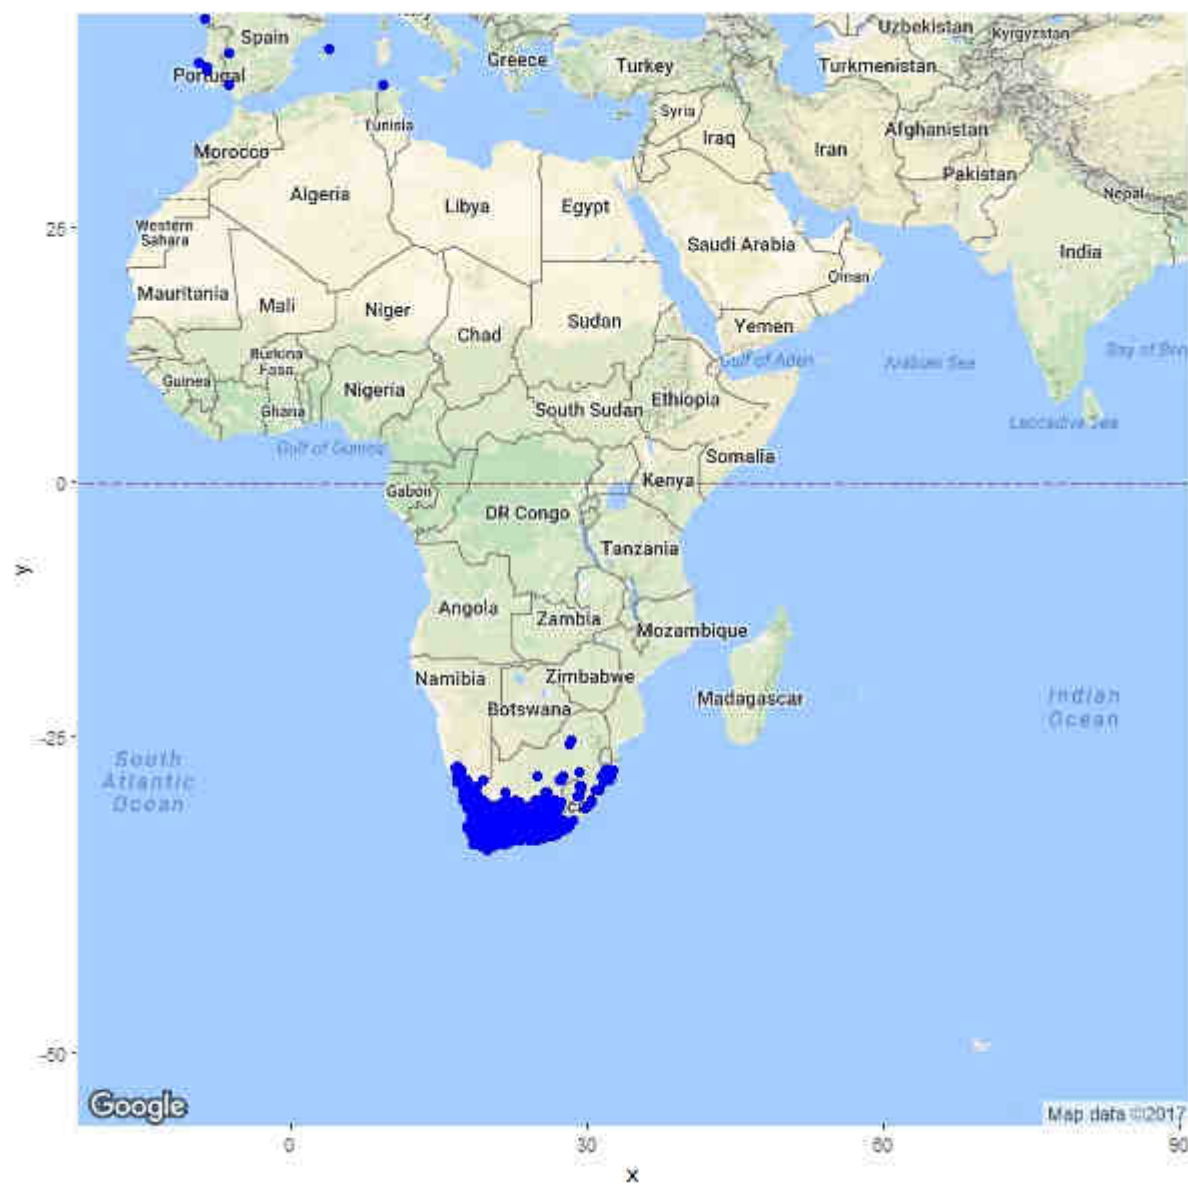 Uzbekistan
Kyrgyzstan
Spain
Greece
Turkey
Turkmenistan
Portugal
Syria
Tunisia
Iraq
Afghanistan
Iran
Morocco
Pakistan
Nepal
Algeria
Libya
Egypt
25
Western
Sahara
Saudi Arabia
India
Oman
Mauritania
Mali
Niger
Sudan
Yemen
Chad
Burkina
Faso
Gulf of Aden
Arabian Sea
Bay of Ben
Guinea
Nigeria
Ethiopia
Ghana
South Sudan
Laccadive Sea
Gulf of Guinea
Somalia
0
Gabon
Kenya
DR Congo
Tanzania
y
Angola
Zambia
Mozambique
Namibia
Zimbabwe
Madagascar
Botswana
Indian
Ocean
-25
South
Atlantic
Ocean
-50
Google
Map data ©2017
0
30
60
90
x